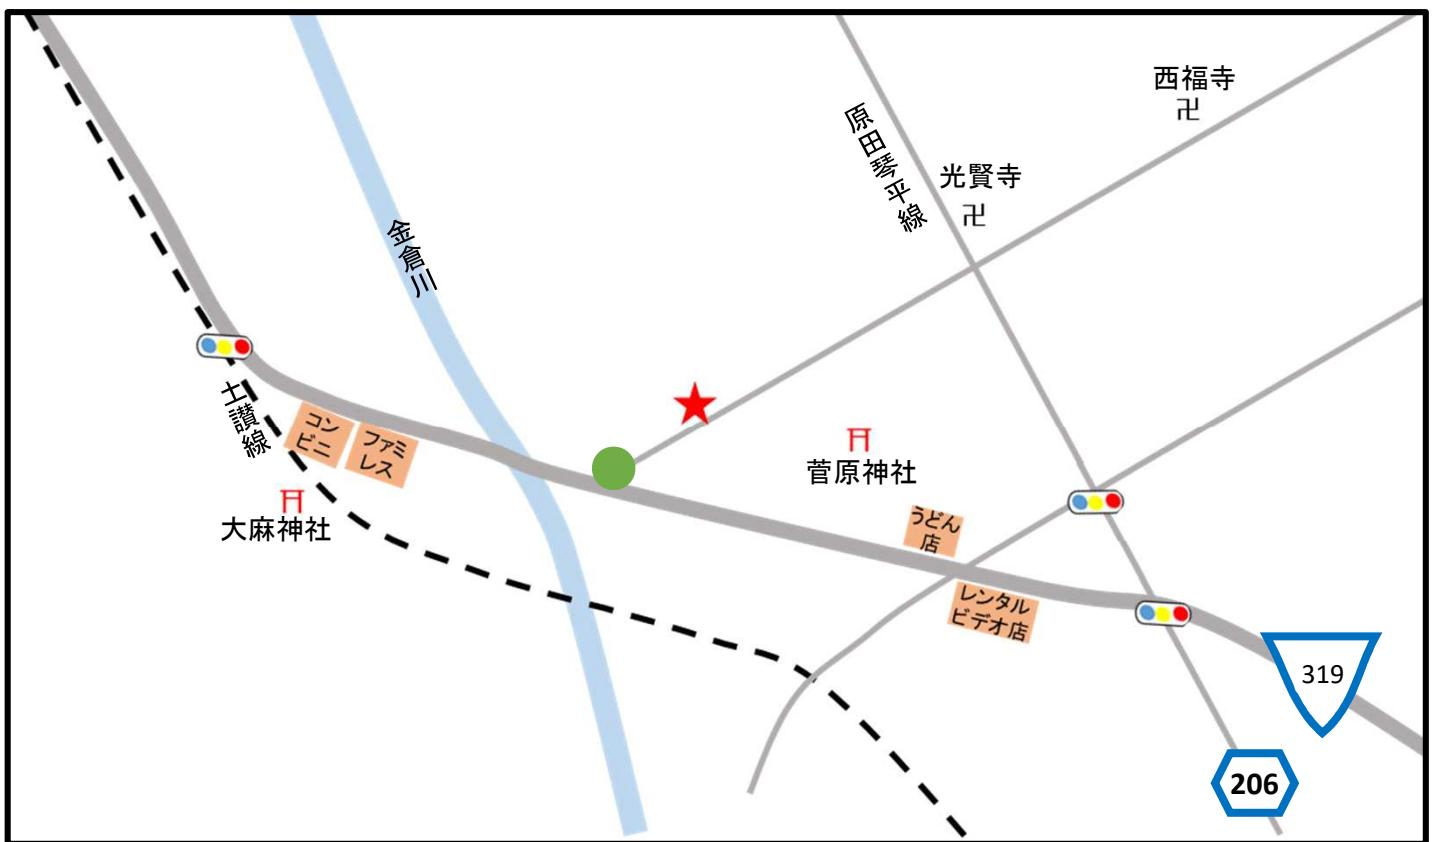 西福寺
原田琴平線
光賢寺
金倉川
土讃線
コン
ビニ
ファミ
レス
菅原神社
大麻神社
うどん
店
レンタル
ビデオ店
319
206